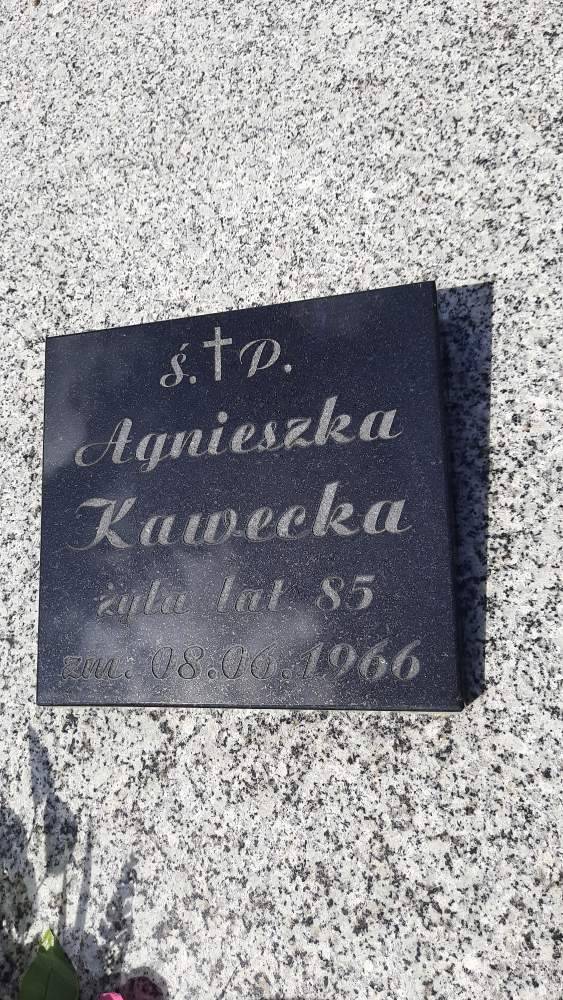 Ś.†P.
Agnieszka
Kawecka
żyła lat 85
zm. 08.06.1966